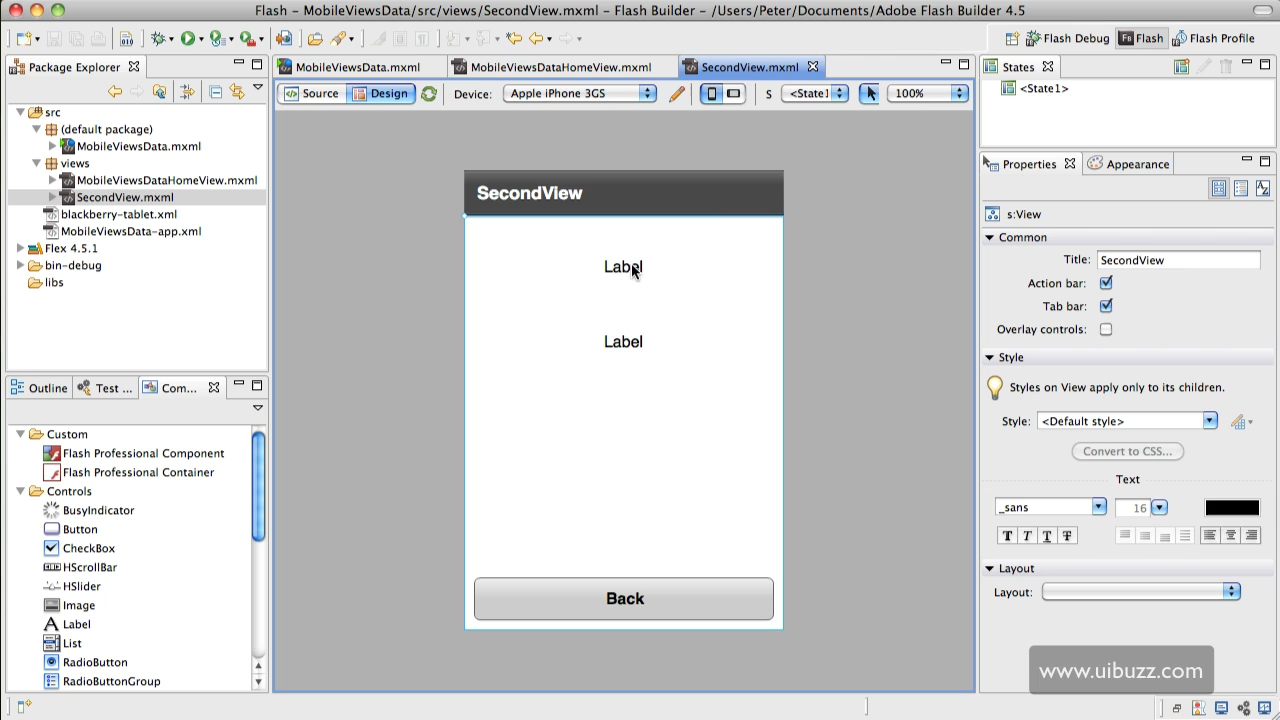 Flash – MobileViewsData/src/views/SecondView.mxml – Flash Builder – /Users/Peter/Documents/Adobe Flash Builder 4.5
Flash Debug
Fb Flash
Flash Profile
Package Explorer
MobileViewsData.mxml
MobileViewsDataHomeView.mxml
SecondView.mxml
States
Source
Design
Device:
Apple iPhone 3GS
S
<State1
100%
<State1>
src
(default package)
MobileViewsData.mxml
views
MobileViewsDataHomeView.mxml
SecondView.mxml
blackberry-tablet.xml
MobileViewsData-app.xml
Flex 4.5.1
bin-debug
libs
SecondView
Label
Label
Back
Properties
Appearance
s:View
Common
Title:
SecondView
Action bar:
Tab bar:
Overlay controls:
Style
Styles on View apply only to its children.
Style:
<Default style>
Convert to CSS...
Text
_sans
16
T T T T
Layout
Layout:
Outline
Test ...
Com...
Custom
Flash Professional Component
Flash Professional Container
Controls
BusyIndicator
Button
CheckBox
HScrollBar
HSlider
Image
Label
List
RadioButton
RadioButtonGroup
www.uibuzz.com